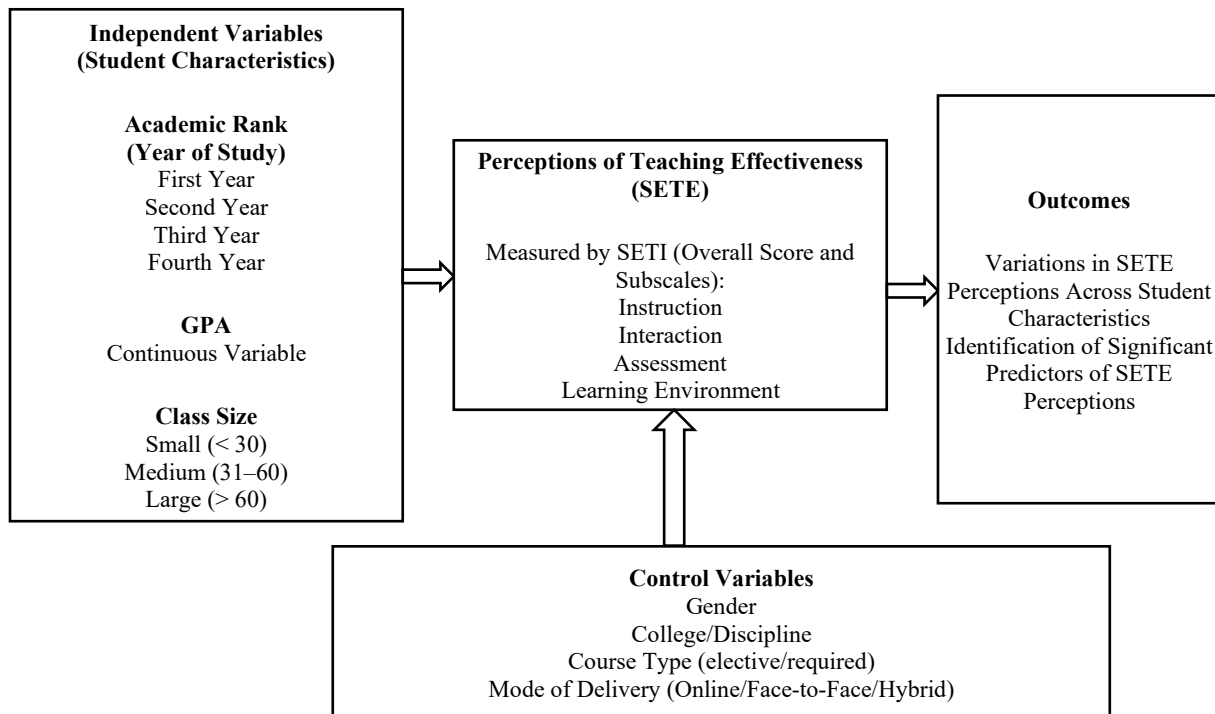 Independent Variables
(Student Characteristics)
Academic Rank
(Year of Study)
First Year
Second Year
Third Year
Fourth Year
GPA
Continuous Variable
Class Size
Small (< 30)
Medium (31–60)
Large (> 60)
Perceptions of Teaching Effectiveness
(SETE)
Measured by SETI (Overall Score and
Subscales):
Instruction
Interaction
Assessment
Learning Environment
Outcomes
Variations in SETE
Perceptions Across Student
Characteristics
Identification of Significant
Predictors of SETE
Perceptions
Control Variables
Gender
College/Discipline
Course Type (elective/required)
Mode of Delivery (Online/Face-to-Face/Hybrid)